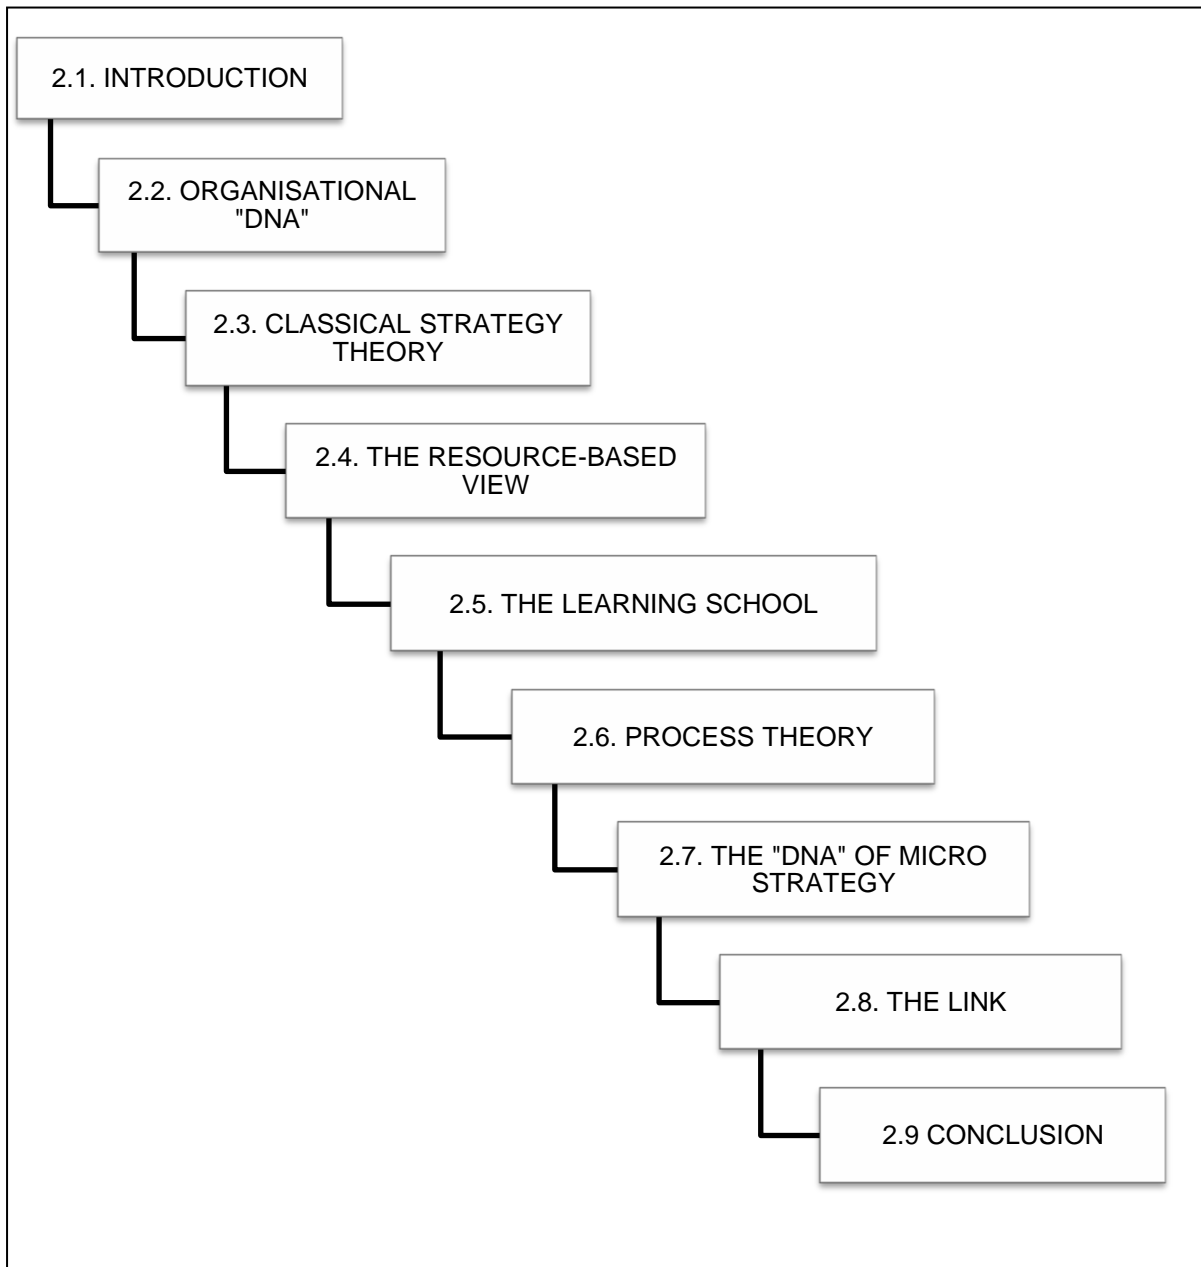 2.1. INTRODUCTION
2.2. ORGANISATIONAL
"DNA"
2.3. CLASSICAL STRATEGY
THEORY
2.4. THE RESOURCE-BASED
VIEW
2.5. THE LEARNING SCHOOL
2.6. PROCESS THEORY
2.7. THE "DNA" OF MICRO
STRATEGY
2.8. THE LINK
2.9 CONCLUSION